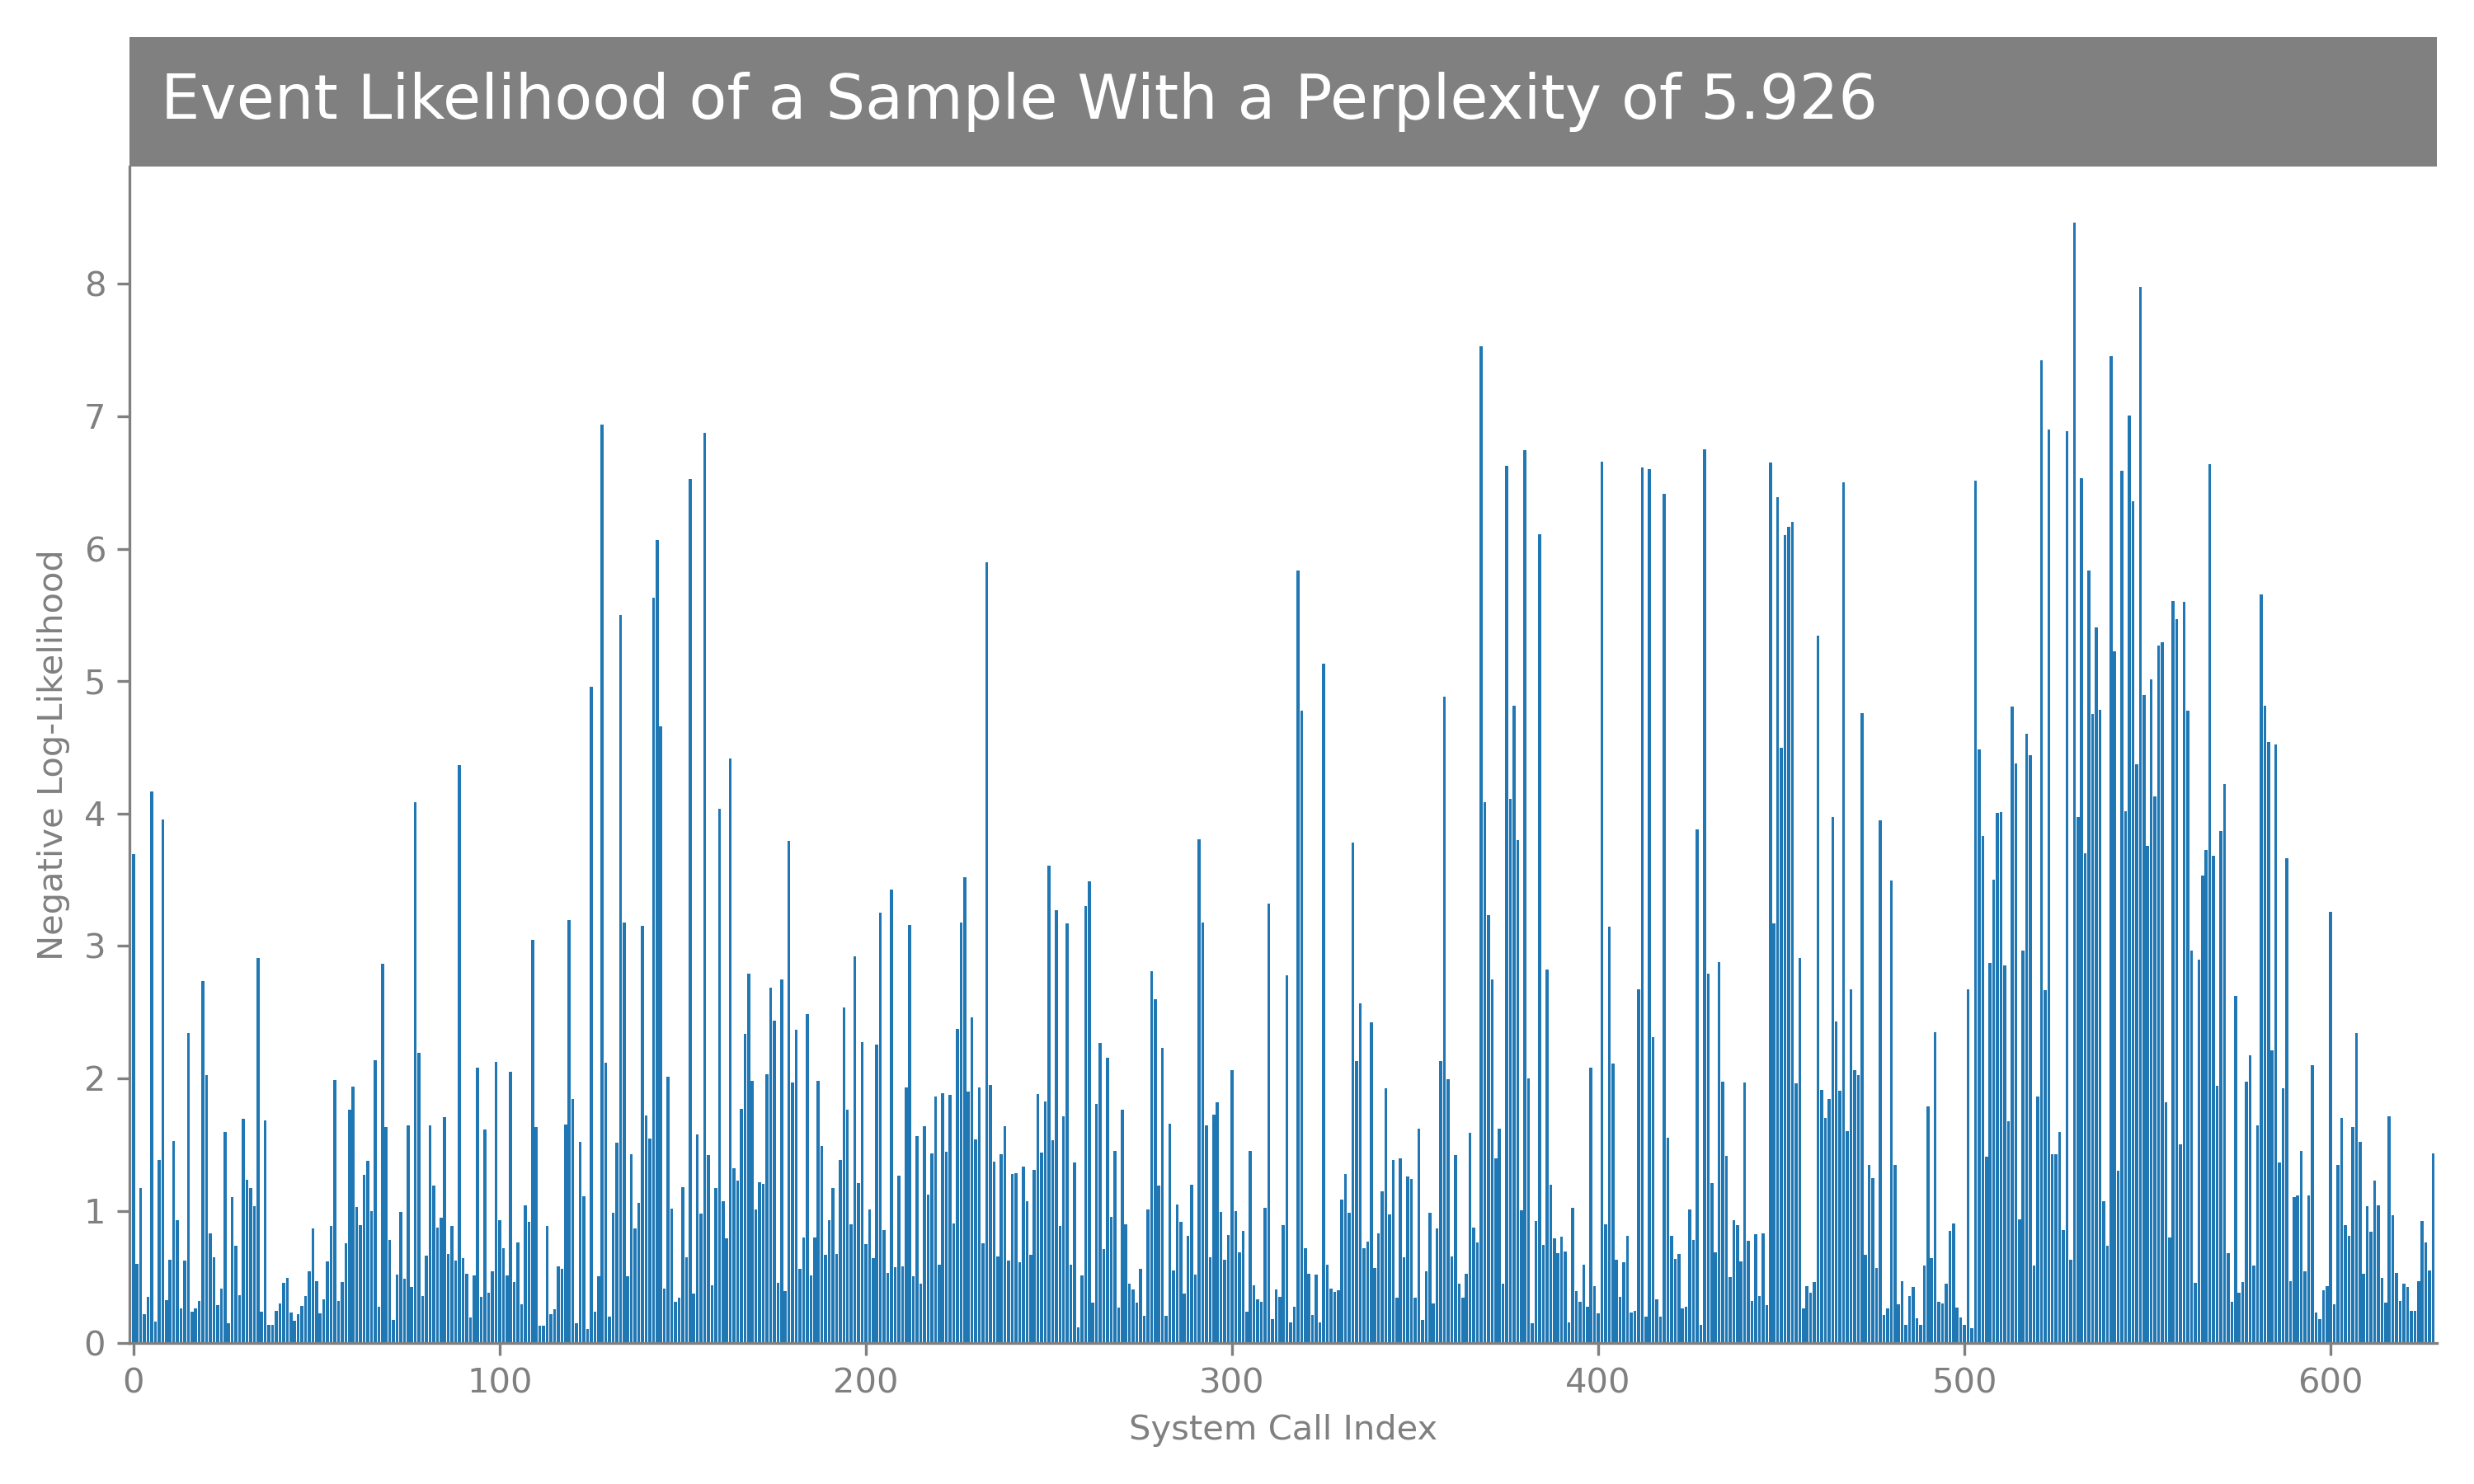 Event Likelihood of a Sample With a Perplexity of 5.926
8
7
6
5
4
3
2
1
0
Negative Log-Likelihood
0 100 200 300 400 500 600
System Call Index